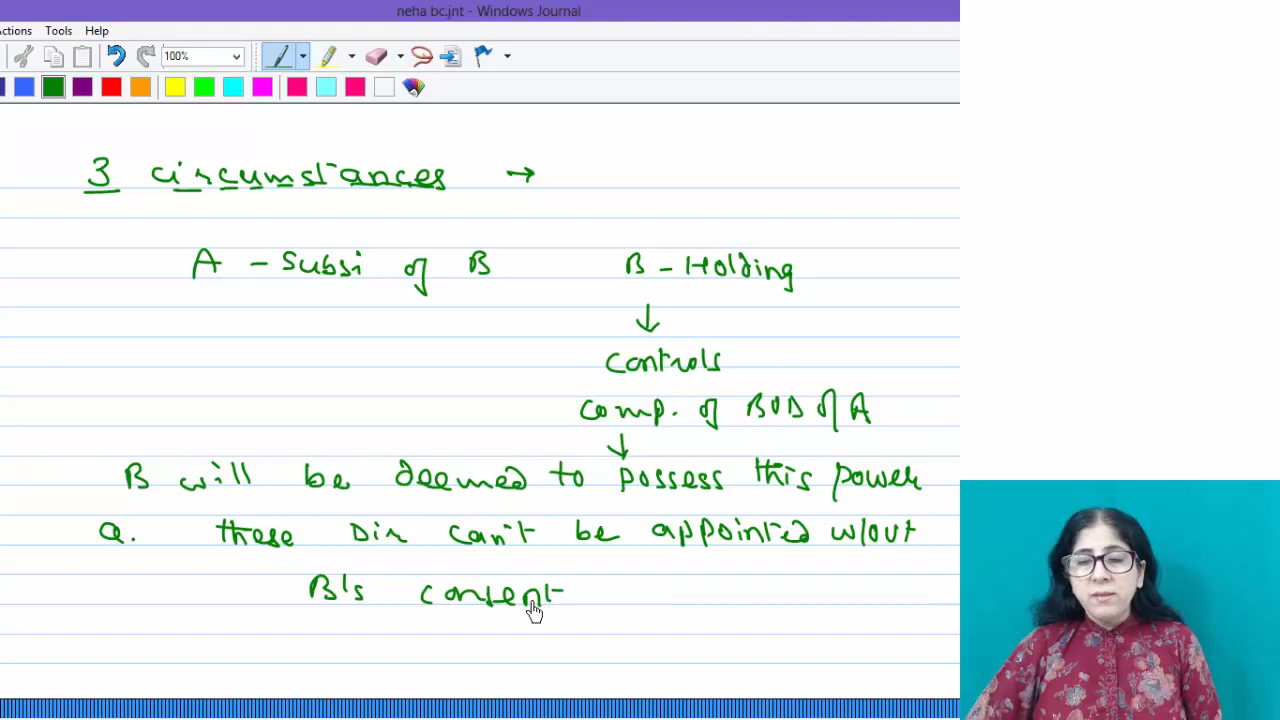 neha bc.jnt - Windows Journal
Actions Tools Help
100%
3 circumstances →
A - Subsi of B B - Holding
↓
Controls
comp. of BOD of A
↓
B will be deemed to possess this power
a. these Dir can't be appointed w/out
B's consent